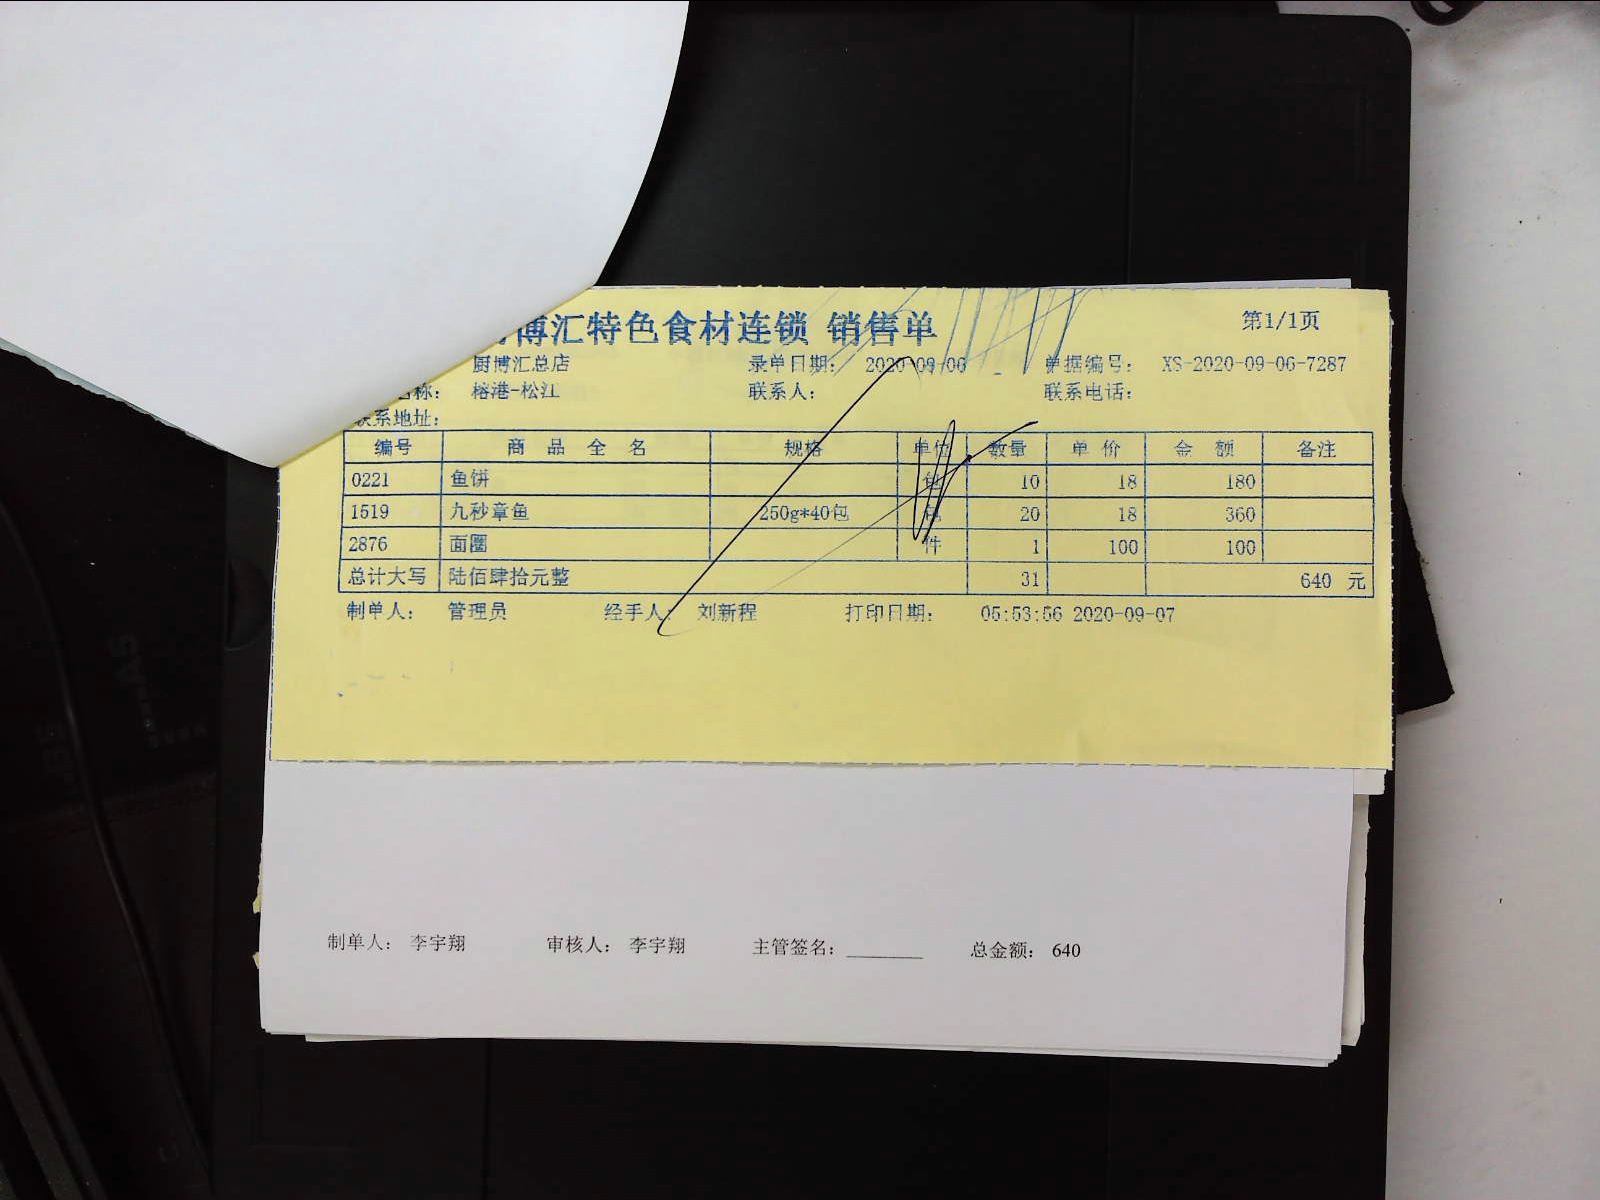 博汇特色食材连锁 销售单 第1/1页
厨博汇总店 录单日期: 2020-09-06 单据编号: XS-2020-09-06-7287
名称: 榕港-松江 联系人: 联系电话:
联系地址:
编号 商品全名 规格 单位 数量 单价 金额 备注
0221 鱼饼 包 10 18 180
1519 九秒章鱼 250g*40包 包 20 18 360
2876 面圈 件 1 100 100
总计大写 陆佰肆拾元整 31 640 元
制单人: 管理员 经手人: 刘新程 打印日期: 05:53:56 2020-09-07
制单人: 李宇翔 审核人: 李宇翔 主管签名: ________ 总金额: 640